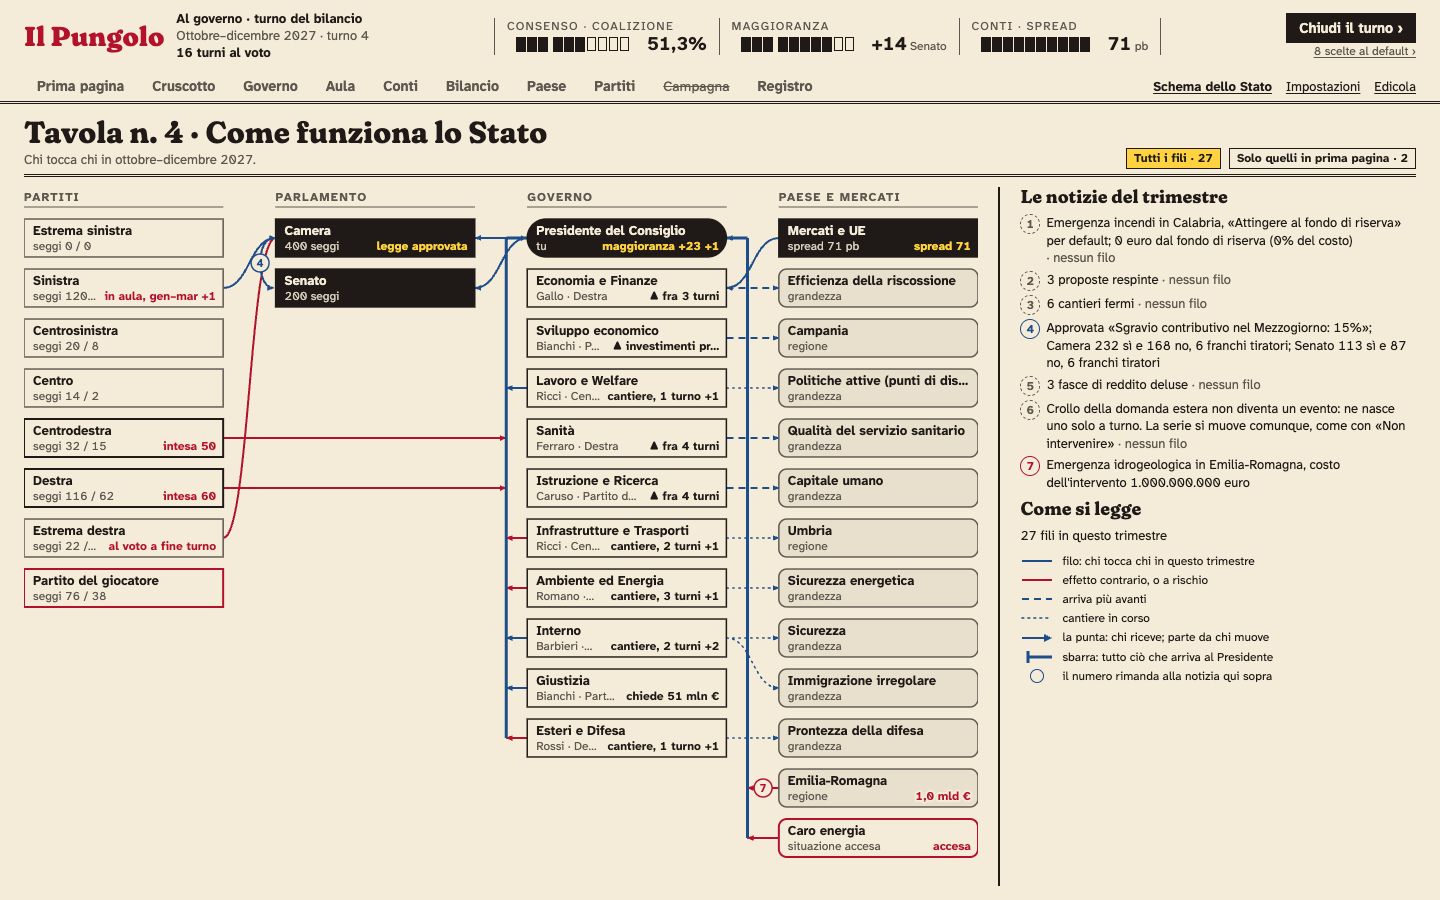 Il Pungolo
Al governo · turno del bilancio
Ottobre–dicembre 2027 · turno 4
16 turni al voto
CONSENSO · COALIZIONE
51,3%
MAGGIORANZA
+14 Senato
CONTI · SPREAD
71 pb
Chiudi il turno ›
8 scelte al default ›
Prima pagina
Cruscotto
Governo
Aula
Conti
Bilancio
Paese
Partiti
Campagna
Registro
Schema dello Stato
Impostazioni
Edicola
Tavola n. 4 · Come funziona lo Stato
Chi tocca chi in ottobre–dicembre 2027.
Tutti i fili · 27
Solo quelli in prima pagina · 2
PARTITI
Estrema sinistra
seggi 0 / 0
Sinistra
seggi 120... in aula, gen–mar +1
Centrosinistra
seggi 20 / 8
Centro
seggi 14 / 2
Centrodestra
seggi 32 / 15 intesa 50
Destra
seggi 116 / 62 intesa 60
Estrema destra
seggi 22 /... al voto a fine turno
Partito del giocatore
seggi 76 / 38
4
PARLAMENTO
Camera
400 seggi legge approvata
Senato
200 seggi
GOVERNO
Presidente del Consiglio
tu maggioranza +23 +1
Economia e Finanze
Gallo · Destra ▲ fra 3 turni
Sviluppo economico
Bianchi · P... ▲ investimenti pr...
Lavoro e Welfare
Ricci · Cen... cantiere, 1 turno +1
Sanità
Ferraro · Destra ▲ fra 4 turni
Istruzione e Ricerca
Caruso · Partito d... ▲ fra 4 turni
Infrastrutture e Trasporti
Ricci · Cen... cantiere, 2 turni +1
Ambiente ed Energia
Romano ·... cantiere, 3 turni +1
Interno
Barbieri ·... cantiere, 2 turni +2
Giustizia
Bianchi · Part... chiede 51 mln €
Esteri e Difesa
Rossi · De... cantiere, 1 turno +1
PAESE E MERCATI
Mercati e UE
spread 71 pb spread 71
Efficienza della riscossione
grandezza
Campania
regione
Politiche attive (punti di dis...
grandezza
Qualità del servizio sanitario
grandezza
Capitale umano
grandezza
Umbria
regione
Sicurezza energetica
grandezza
Sicurezza
grandezza
Immigrazione irregolare
grandezza
Prontezza della difesa
grandezza
7
Emilia-Romagna
regione 1,0 mld €
Caro energia
situazione accesa accesa
Le notizie del trimestre
1 Emergenza incendi in Calabria, «Attingere al fondo di riserva»
per default; 0 euro dal fondo di riserva (0% del costo)
· nessun filo
2 3 proposte respinte · nessun filo
3 6 cantieri fermi · nessun filo
4 Approvata «Sgravio contributivo nel Mezzogiorno: 15%»;
Camera 232 sì e 168 no, 6 franchi tiratori; Senato 113 sì e 87
no, 6 franchi tiratori
5 3 fasce di reddito deluse · nessun filo
6 Crollo della domanda estera non diventa un evento: ne nasce
uno solo a turno. La serie si muove comunque, come con «Non
intervenire» · nessun filo
7 Emergenza idrogeologica in Emilia-Romagna, costo
dell'intervento 1.000.000.000 euro
Come si legge
27 fili in questo trimestre
filo: chi tocca chi in questo trimestre
effetto contrario, o a rischio
arriva più avanti
cantiere in corso
la punta: chi riceve; parte da chi muove
sbarra: tutto ciò che arriva al Presidente
il numero rimanda alla notizia qui sopra